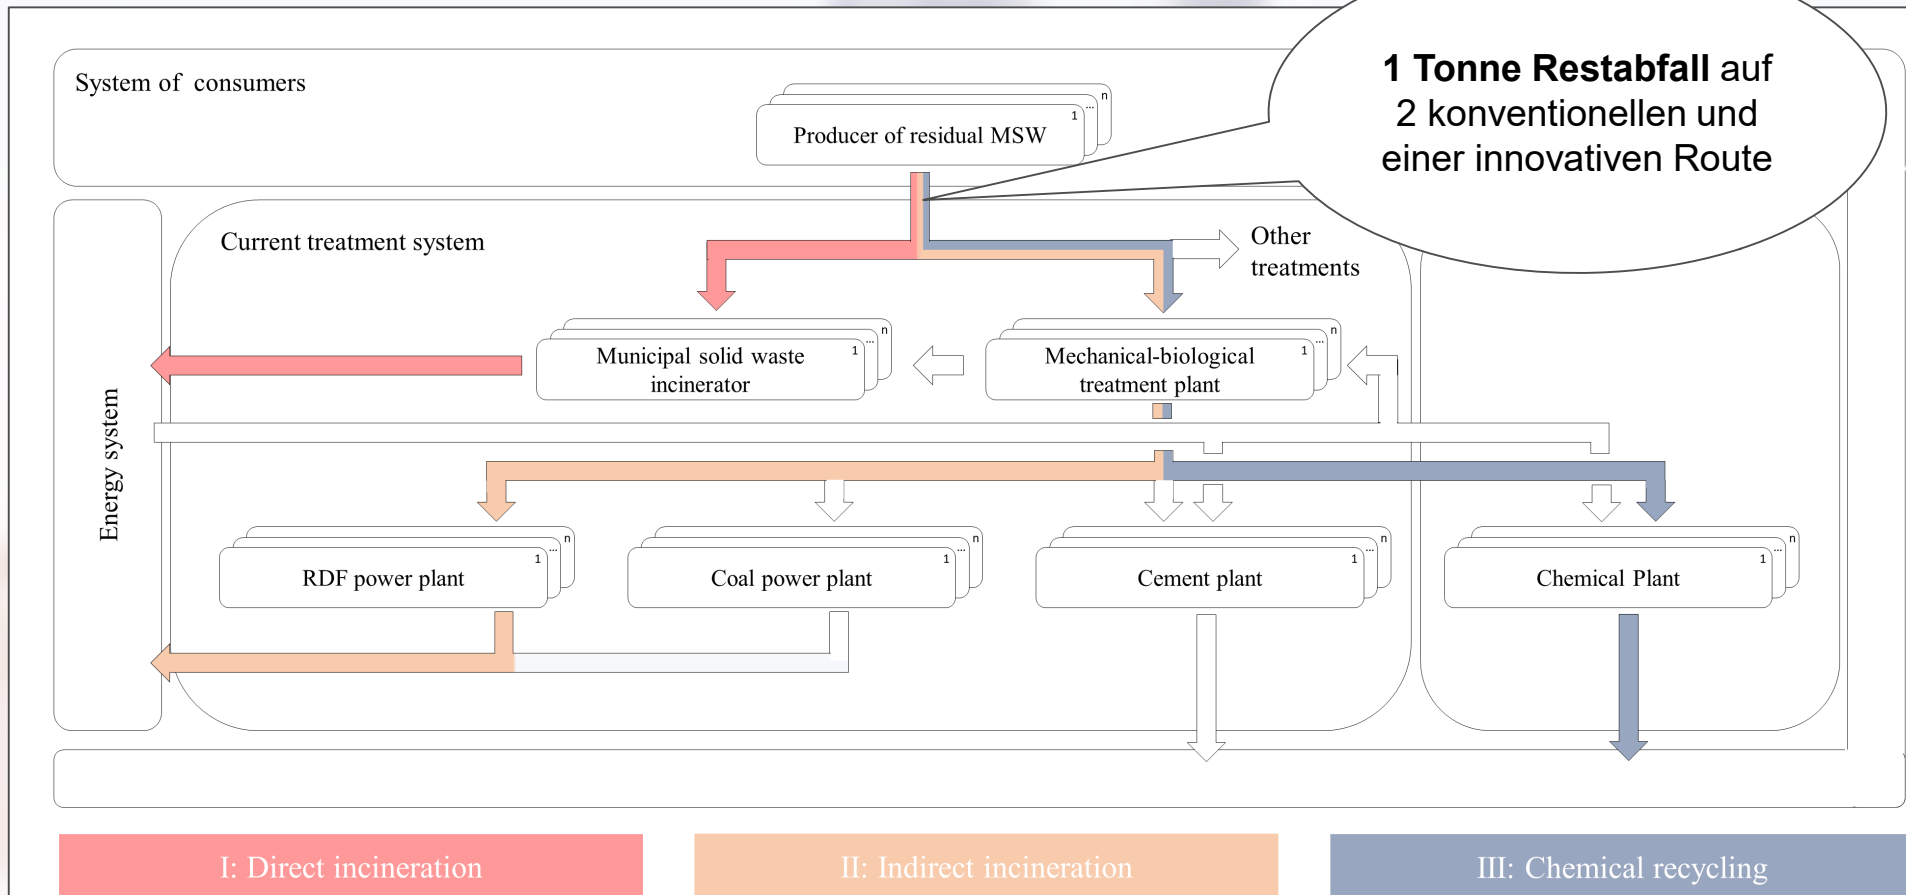 1 Tonne Restabfall auf
2 konventionellen und
einer innovativen Route
System of consumers
n
...
1
Producer of residual MSW
Current treatment system
Other
treatments
n
...
1
Municipal solid waste
incinerator
n
...
1
Mechanical-biological
treatment plant
Energy system
n
...
1
RDF power plant
n
...
1
Coal power plant
n
...
1
Cement plant
n
...
1
Chemical Plant
I: Direct incineration
II: Indirect incineration
III: Chemical recycling